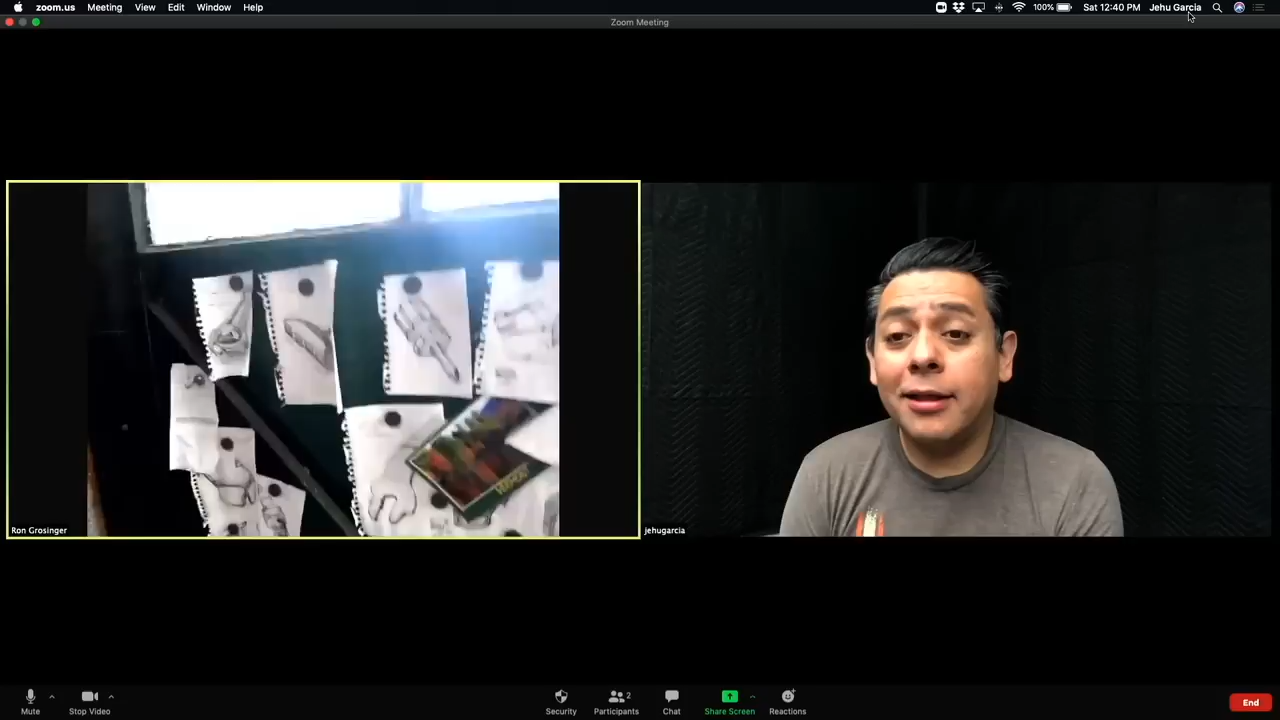 zoom.us Meeting View Edit Window Help 100% Sat 12:40 PM Jehu Garcia
Zoom Meeting
Ron Grosinger
jehugarcia
Mute
Stop Video
Security
2
Participants
Chat
Share Screen
Reactions
End